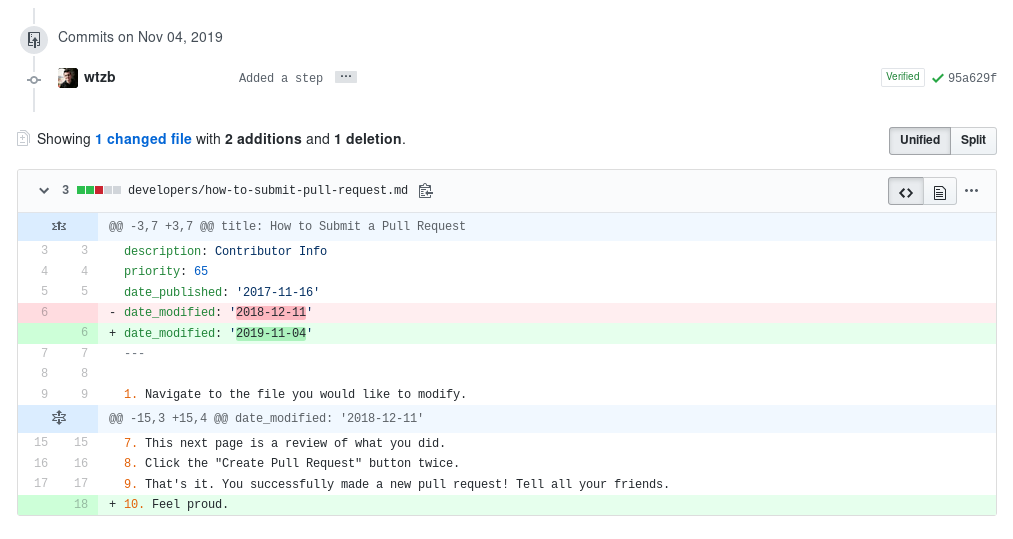 Commits on Nov 04, 2019
wtzb Added a step ... Verified 95a629f
Showing 1 changed file with 2 additions and 1 deletion. Unified Split
3 developers/how-to-submit-pull-request.md
@@ -3,7 +3,7 @@ title: How to Submit a Pull Request
3 3 description: Contributor Info
4 4 priority: 65
5 5 date_published: '2017-11-16'
6 - date_modified: '2018-12-11'
6 + date_modified: '2019-11-04'
7 7 ---
8 8
9 9 1. Navigate to the file you would like to modify.
@@ -15,3 +15,4 @@ date_modified: '2018-12-11'
15 15 7. This next page is a review of what you did.
16 16 8. Click the "Create Pull Request" button twice.
17 17 9. That's it. You successfully made a new pull request! Tell all your friends.
18 + 10. Feel proud.